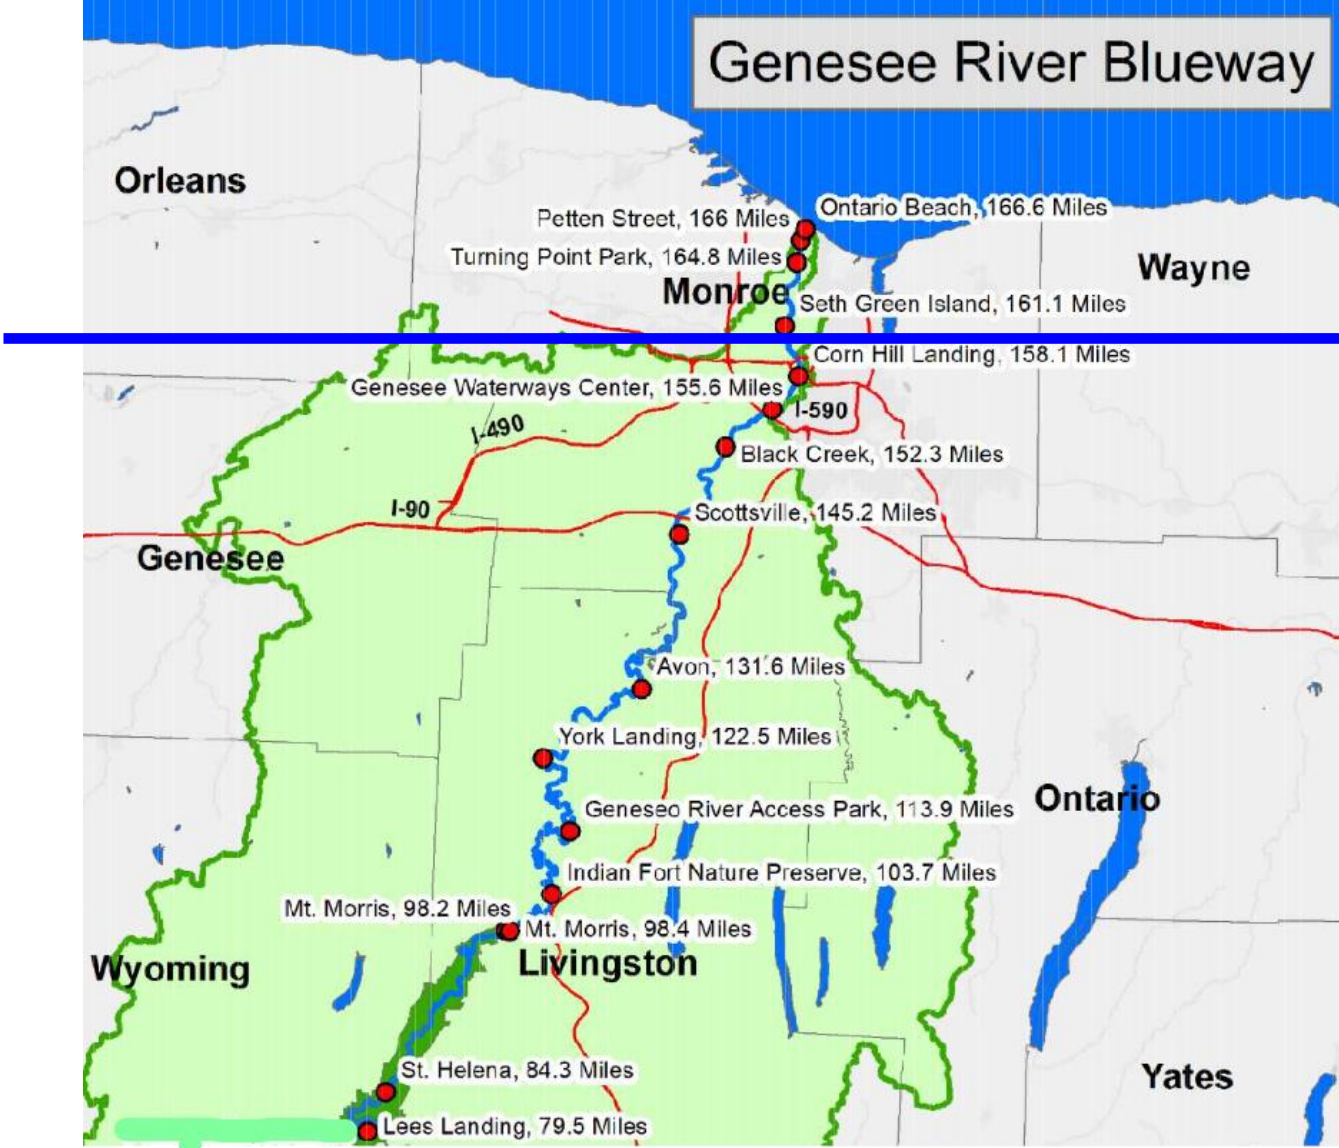 Genesee River Blueway
Orleans
Petten Street, 166 Miles
Ontario Beach, 166.6 Miles
Turning Point Park, 164.8 Miles
Wayne
Monroe
Seth Green Island, 161.1 Miles
Corn Hill Landing, 158.1 Miles
Genesee Waterways Center, 155.6 Miles
I-590
I-490
Black Creek, 152.3 Miles
I-90
Scottsville, 145.2 Miles
Genesee
Avon, 131.6 Miles
York Landing, 122.5 Miles
Ontario
Geneseo River Access Park, 113.9 Miles
Indian Fort Nature Preserve, 103.7 Miles
Mt. Morris, 98.2 Miles
Mt. Morris, 98.4 Miles
Wyoming
Livingston
St. Helena, 84.3 Miles
Yates
Lees Landing, 79.5 Miles